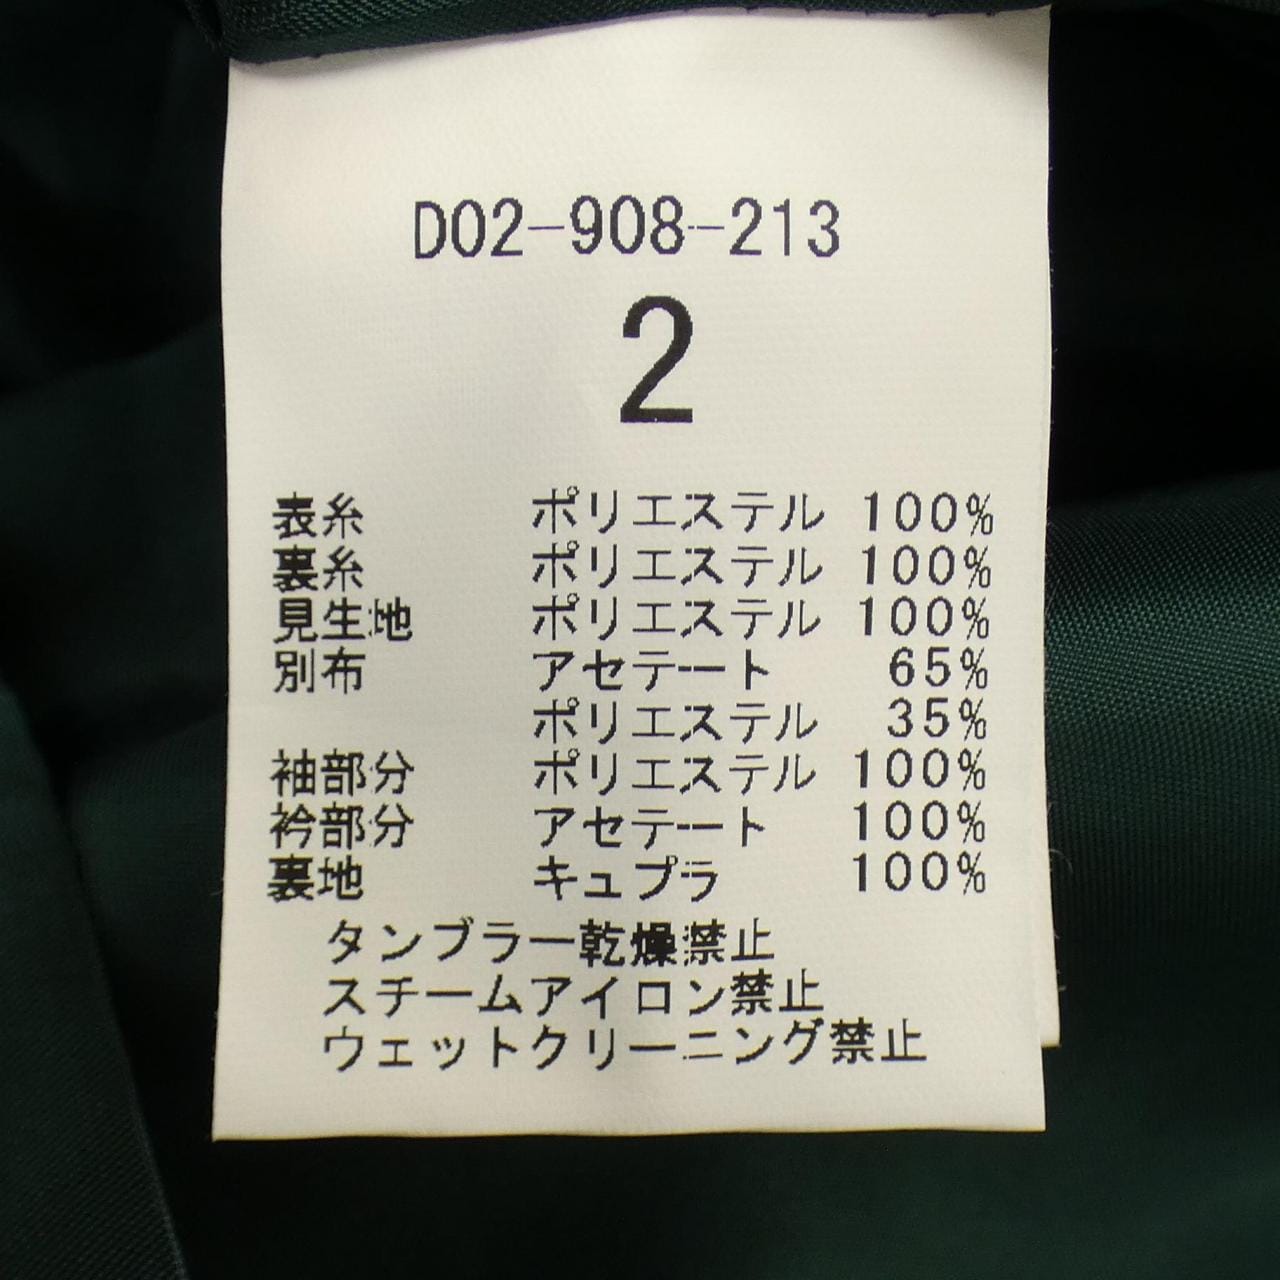 D02-908-213
2
表糸 ポリエステル 100%
裏糸 ポリエステル 100%
見生地 ポリエステル 100%
別布 アセテート 65%
ポリエステル 35%
袖部分 ポリエステル 100%
衿部分 アセテート 100%
裏地 キュプラ 100%
タンブラー乾燥禁止
スチームアイロン禁止
ウェットクリーニング禁止